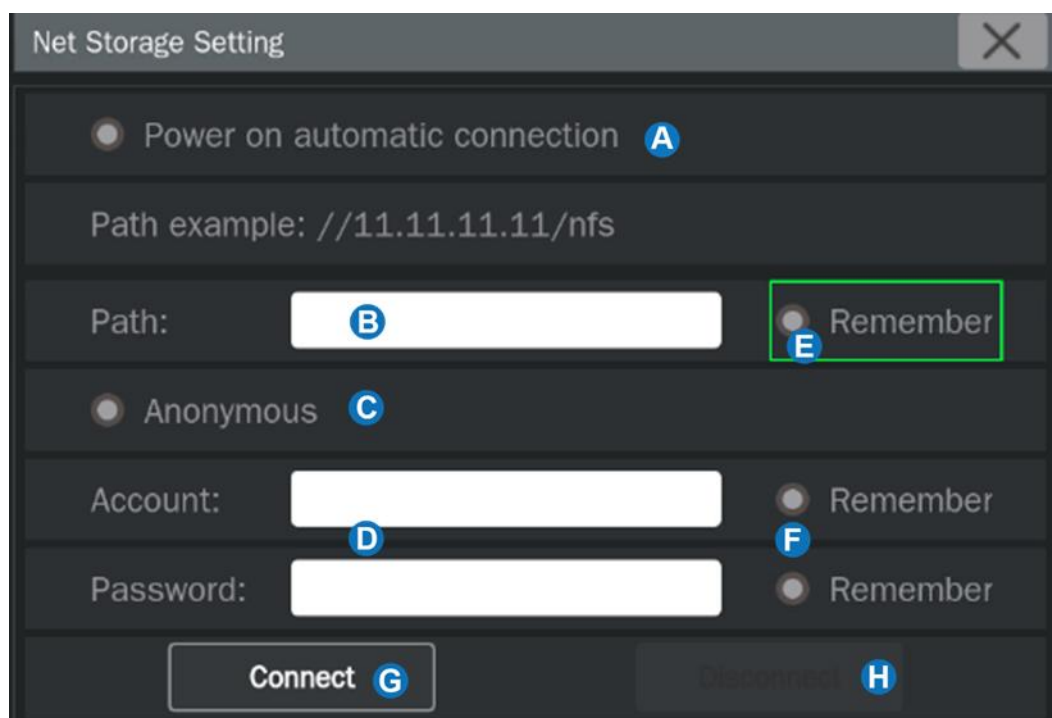 Net Storage Setting
Power on automatic connection A
Path example: //11.11.11.11/nfs
Path: B Remember
E
Anonymous C
Account: Remember
D F
Password: Remember
Connect G Disconnect H